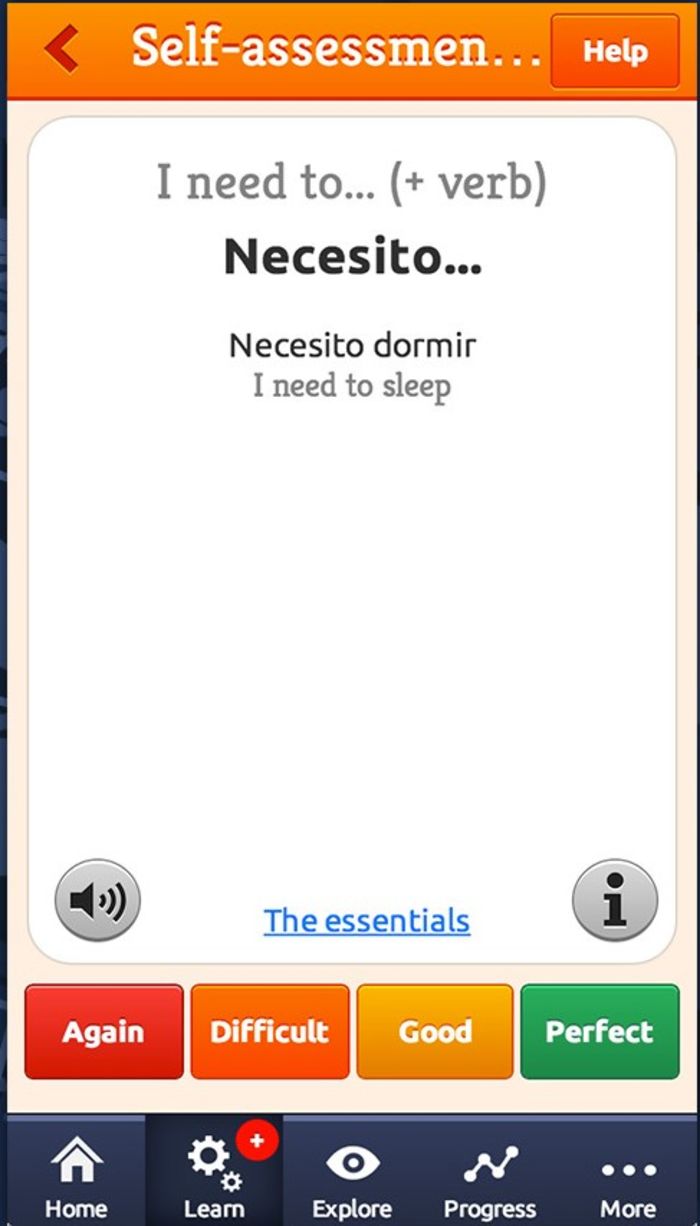 Self-assessmen...
Help
I need to... (+ verb)
Necesito...
Necesito dormir
I need to sleep
The essentials
Again
Difficult
Good
Perfect
Home
Learn
Explore
Progress
More